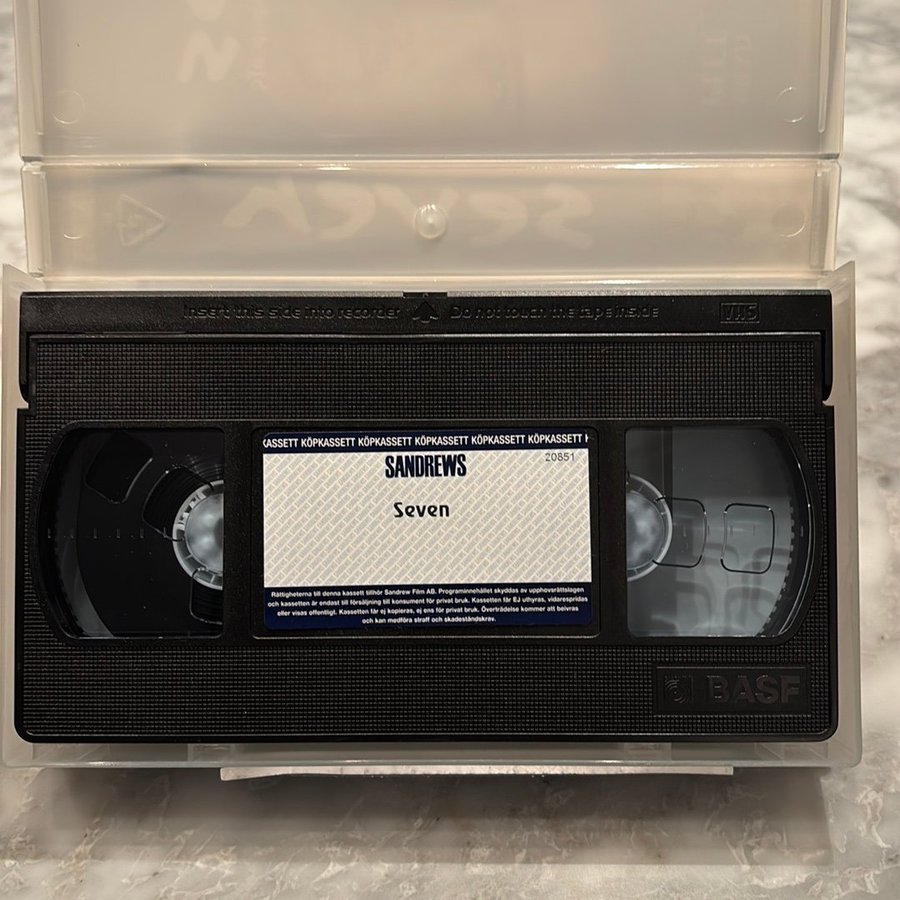 Insert this side into recorder Do not touch the tape inside VHS
KASSETT KÖPKASSETT KÖPKASSETT KÖPKASSETT KÖPKASSETT KÖPKASSETT
SANDREWS
20851
Seven
Rättigheterna till denna kassett tillhör Sandrew Film AB. Programinnehållet skyddas av upphovsrättslagen
och kassetten är endast till försäljning till konsument för privat bruk. Kassetten får EJ uthyras, vidarespridas
eller visas offentligt. Kassetten får ej kopieras, ej ens för privat bruk. Överträdelse kommer att beivras
och kan medföra straff och skadeståndskrav.
BASF